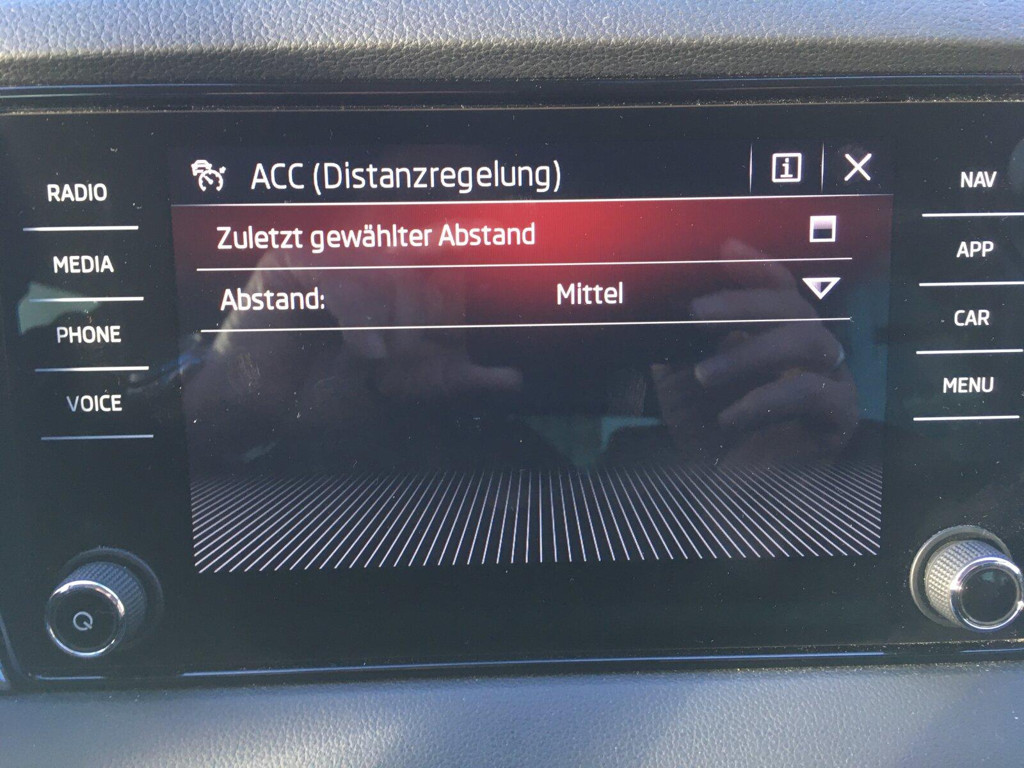 ACC (Distanzregelung)
Zuletzt gewählter Abstand
Abstand: Mittel
RADIO
MEDIA
PHONE
VOICE
NAV
APP
CAR
MENU